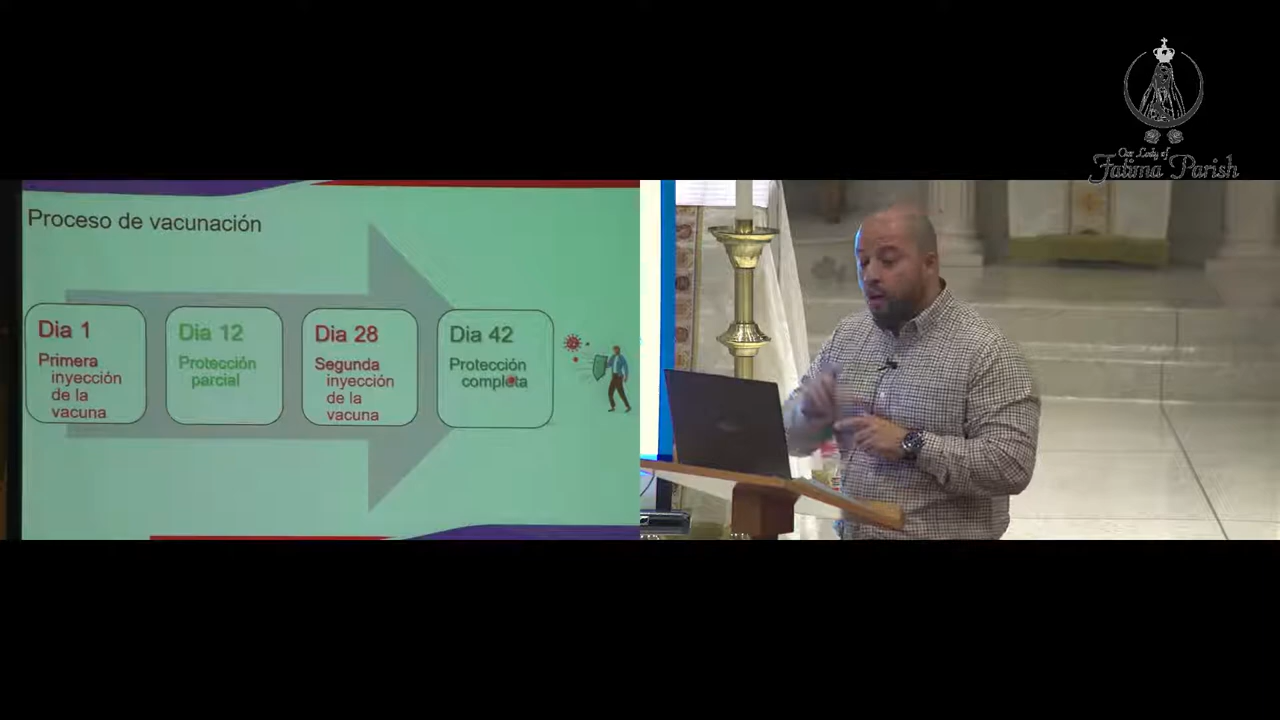 Our Lady of
Fatima Parish
Proceso de vacunación
Dia 1
Primera
inyección
de la
vacuna
Dia 12
Protección
parcial
Dia 28
Segunda
inyección
de la
vacuna
Dia 42
Protección
completa